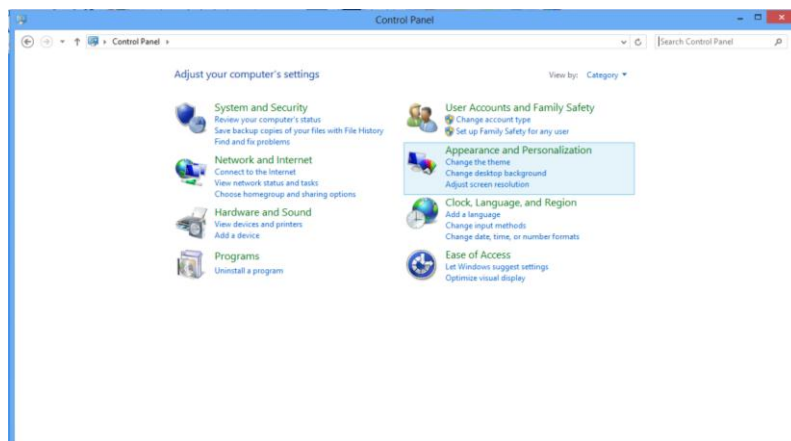 Control Panel
Control Panel
Search Control Panel
Adjust your computer's settings
View by: Category
System and Security
Review your computer's status
Save backup copies of your files with File History
Find and fix problems
Network and Internet
Connect to the Internet
View network status and tasks
Choose homegroup and sharing options
Hardware and Sound
View devices and printers
Add a device
Programs
Uninstall a program
User Accounts and Family Safety
Change account type
Set up Family Safety for any user
Appearance and Personalization
Change the theme
Change desktop background
Adjust screen resolution
Clock, Language, and Region
Add a language
Change input methods
Change date, time, or number formats
Ease of Access
Let Windows suggest settings
Optimize visual display